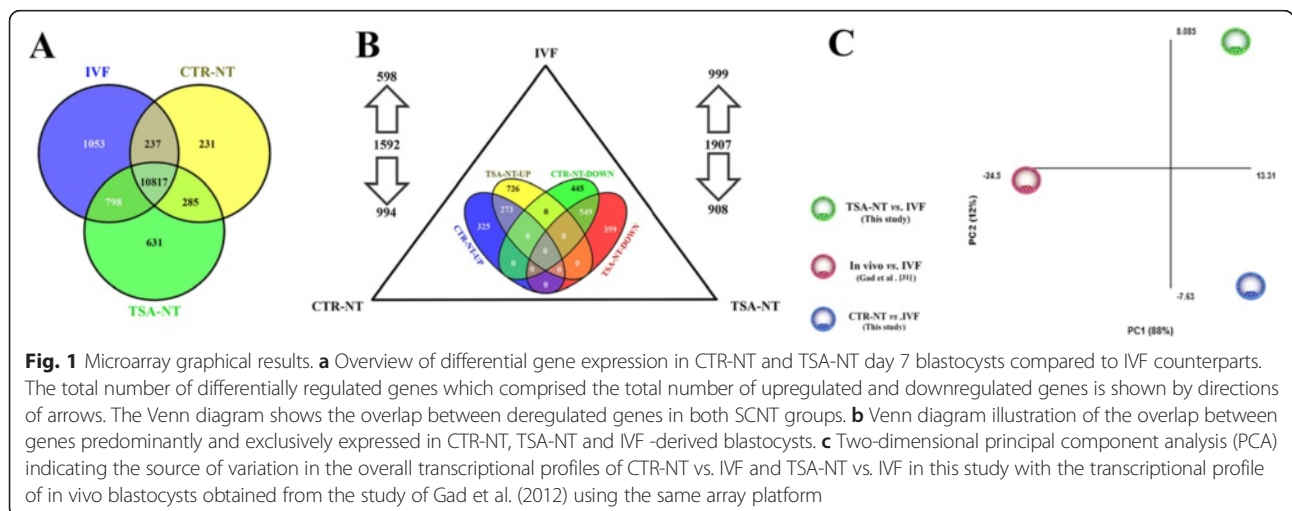 A
IVF
CTR-NT
1053
237
231
10817
798
285
631
TSA-NT
B
IVF
598
1592
994
999
1907
908
TSA-NT-UP
CTR-NT-DOWN
726
445
0
273
549
325
359
CTR-NT-UP
TSA-NT-DOWN
0
0
0
0
0
0
0
0
0
CTR-NT
TSA-NT
C
8.085
-24.5
13.31
-7.63
PC2 (12%)
PC1 (88%)
TSA-NT vs. IVF
(This study)
In vivo vs. IVF
(Gad et al. [31])
CTR-NT vs .IVF
(This study)
Fig. 1 Microarray graphical results. a Overview of differential gene expression in CTR-NT and TSA-NT day 7 blastocysts compared to IVF counterparts.
The total number of differentially regulated genes which comprised the total number of upregulated and downregulated genes is shown by directions
of arrows. The Venn diagram shows the overlap between deregulated genes in both SCNT groups. b Venn diagram illustration of the overlap between
genes predominantly and exclusively expressed in CTR-NT, TSA-NT and IVF -derived blastocysts. c Two-dimensional principal component analysis (PCA)
indicating the source of variation in the overall transcriptional profiles of CTR-NT vs. IVF and TSA-NT vs. IVF in this study with the transcriptional profile
of in vivo blastocysts obtained from the study of Gad et al. (2012) using the same array platform